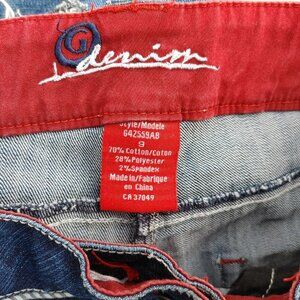 G denim
Style/Modele
642559AB
9
70% Cotton/Coton
28% Polyester
2% Spandex
Made in/Fabrique
en China
CA 37049